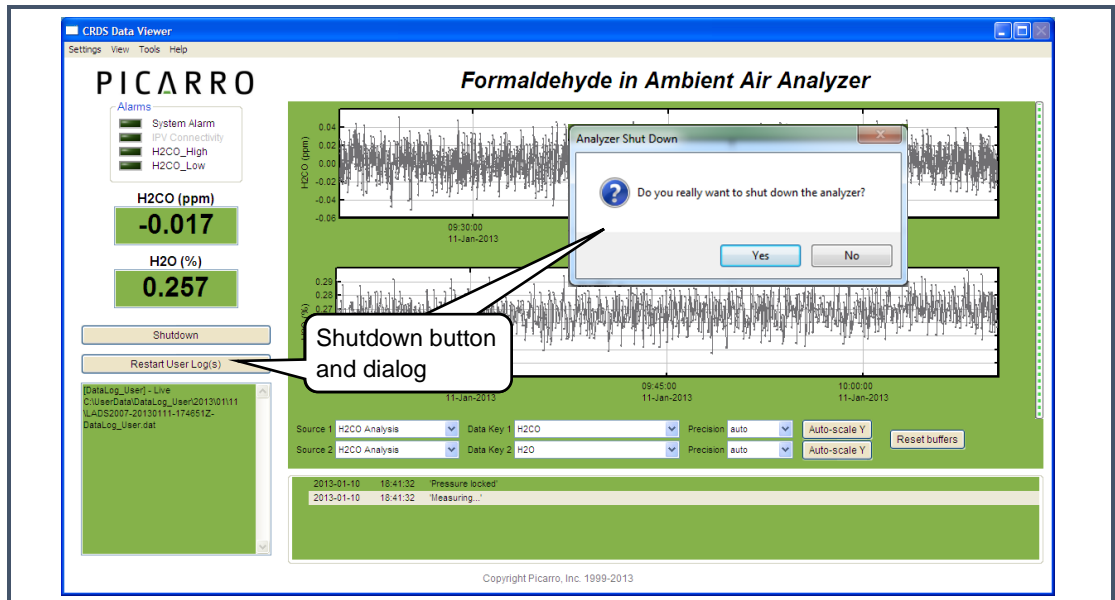 CRDS Data Viewer
Settings View Tools Help
PICARRO
Formaldehyde in Ambient Air Analyzer
Alarms
System Alarm
IPV Connectivity
H2CO_High
H2CO_Low
H2CO (ppm)
-0.017
H2O (%)
0.257
Shutdown
Restart User Log(s)
[DataLog_User] - Live
C:\UserData\DataLog_User\2013\01\11
\LADS2007-20130111-174651Z-
DataLog_User.dat
H2CO (ppm)
0.04
0.02
0.00
-0.02
-0.04
-0.06
09:30:00
11-Jan-2013
Analyzer Shut Down
Do you really want to shut down the analyzer?
Yes No
0.29
0.28
0.27
(%)
Shutdown button
and dialog
11-Jan-2013
09:45:00
11-Jan-2013
10:00:00
11-Jan-2013
Source 1 H2CO Analysis Data Key 1 H2CO Precision auto Auto-scale Y
Source 2 H2CO Analysis Data Key 2 H2O Precision auto Auto-scale Y
Reset buffers
2013-01-10 18:41:32 'Pressure locked'
2013-01-10 18:41:32 'Measuring...'
Copyright Picarro, Inc. 1999-2013